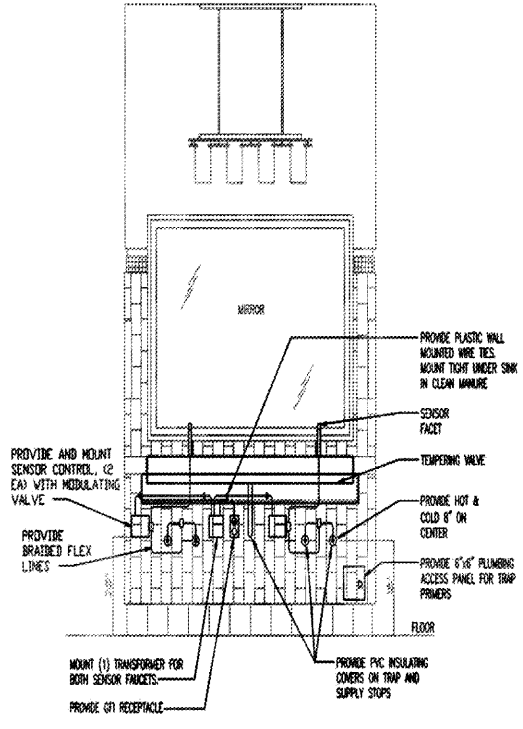 MIRROR
PROVIDE PLASTIC WALL
MOUNTED WIRE TIES.
MOUNT TIGHT UNDER SINK
IN CLEAN MANURE
SENSOR
FACET
TEMPERING VALVE
PROVIDE AND MOUNT
SENSOR CONTROL, (2
EA) WITH MODULATING
VALVE
PROVIDE HOT &
COLD 8" ON
CENTER
PROVIDE
BRAIDED FLEX
LINES
PROVIDE 6"x6" PLUMBING
ACCESS PANEL FOR TRAP
PRIMERS
FLOOR
MOUNT (1) TRANSFORMER FOR
BOTH SENSOR FAUCETS.
PROVIDE GFI RECEPTACLE
PROVIDE PVC INSULATING
COVERS ON TRAP AND
SUPPLY STOPS